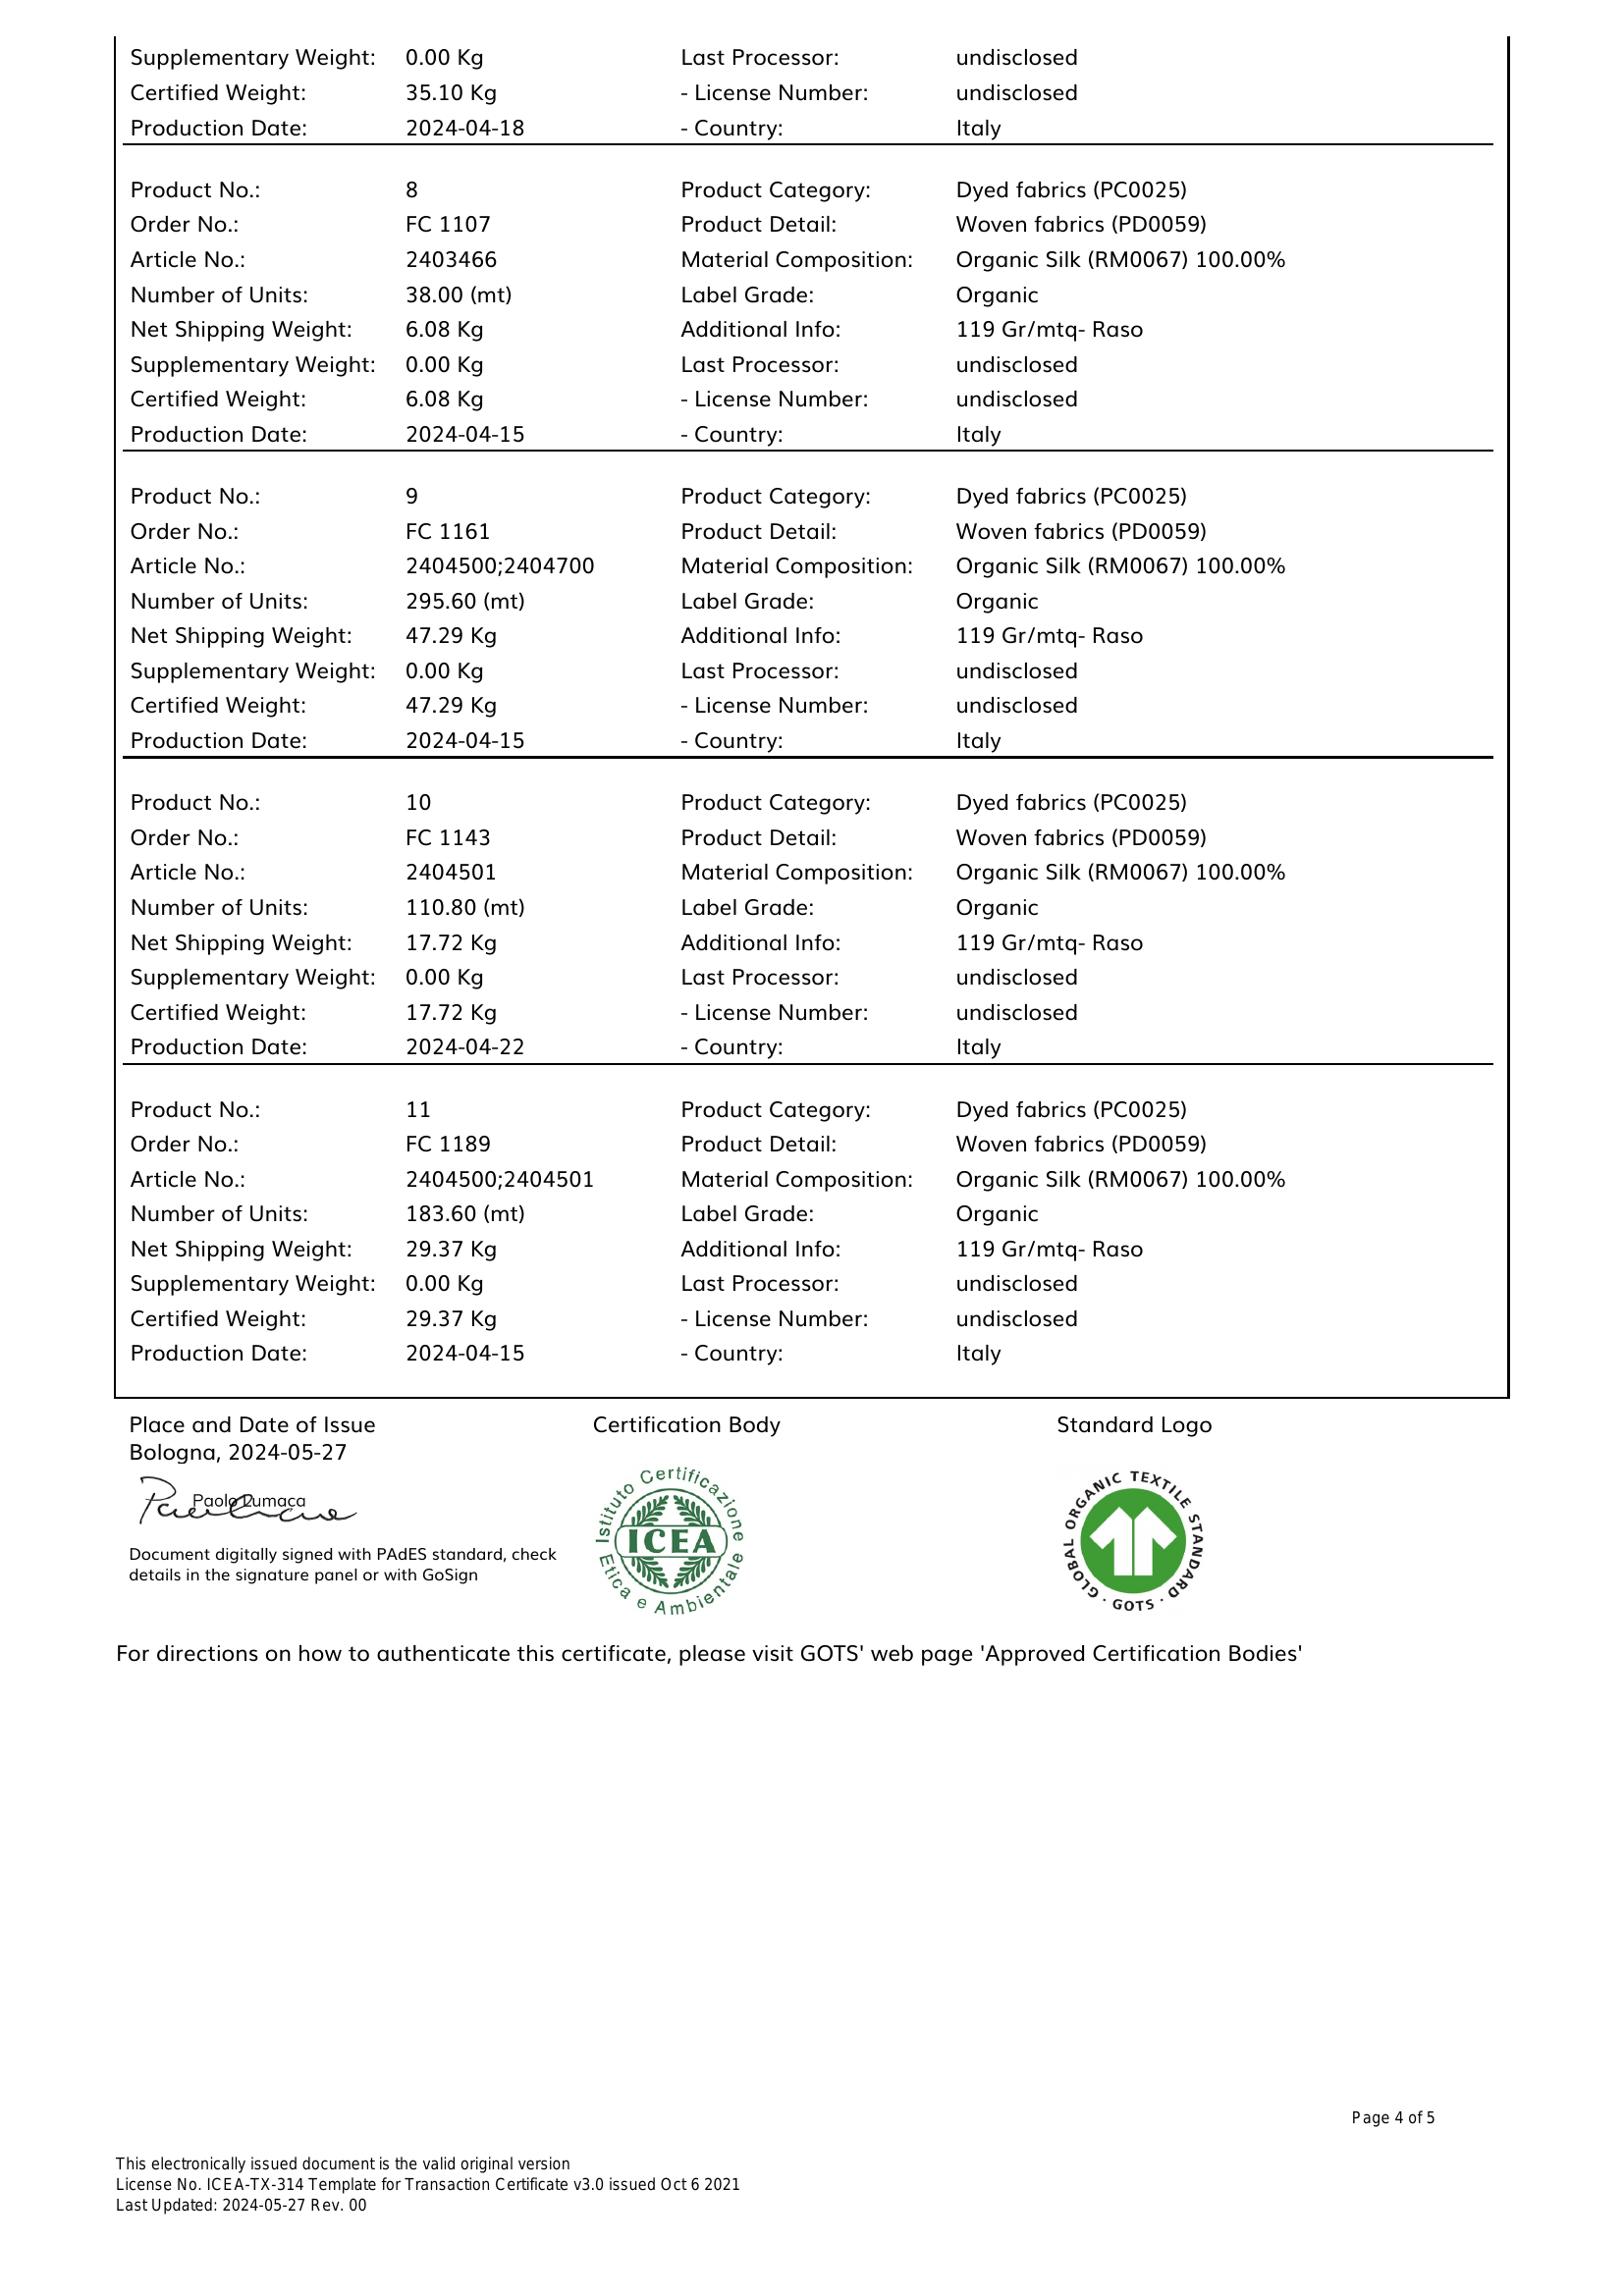 Supplementary Weight: 0.00 Kg Last Processor: undisclosed
Certified Weight: 35.10 Kg - License Number: undisclosed
Production Date: 2024-04-18 - Country: Italy
Product No.: 8 Product Category: Dyed fabrics (PC0025)
Order No.: FC 1107 Product Detail: Woven fabrics (PD0059)
Article No.: 2403466 Material Composition: Organic Silk (RM0067) 100.00%
Number of Units: 38.00 (mt) Label Grade: Organic
Net Shipping Weight: 6.08 Kg Additional Info: 119 Gr/mtq- Raso
Supplementary Weight: 0.00 Kg Last Processor: undisclosed
Certified Weight: 6.08 Kg - License Number: undisclosed
Production Date: 2024-04-15 - Country: Italy
Product No.: 9 Product Category: Dyed fabrics (PC0025)
Order No.: FC 1161 Product Detail: Woven fabrics (PD0059)
Article No.: 2404500;2404700 Material Composition: Organic Silk (RM0067) 100.00%
Number of Units: 295.60 (mt) Label Grade: Organic
Net Shipping Weight: 47.29 Kg Additional Info: 119 Gr/mtq- Raso
Supplementary Weight: 0.00 Kg Last Processor: undisclosed
Certified Weight: 47.29 Kg - License Number: undisclosed
Production Date: 2024-04-15 - Country: Italy
Product No.: 10 Product Category: Dyed fabrics (PC0025)
Order No.: FC 1143 Product Detail: Woven fabrics (PD0059)
Article No.: 2404501 Material Composition: Organic Silk (RM0067) 100.00%
Number of Units: 110.80 (mt) Label Grade: Organic
Net Shipping Weight: 17.72 Kg Additional Info: 119 Gr/mtq- Raso
Supplementary Weight: 0.00 Kg Last Processor: undisclosed
Certified Weight: 17.72 Kg - License Number: undisclosed
Production Date: 2024-04-22 - Country: Italy
Product No.: 11 Product Category: Dyed fabrics (PC0025)
Order No.: FC 1189 Product Detail: Woven fabrics (PD0059)
Article No.: 2404500;2404501 Material Composition: Organic Silk (RM0067) 100.00%
Number of Units: 183.60 (mt) Label Grade: Organic
Net Shipping Weight: 29.37 Kg Additional Info: 119 Gr/mtq- Raso
Supplementary Weight: 0.00 Kg Last Processor: undisclosed
Certified Weight: 29.37 Kg - License Number: undisclosed
Production Date: 2024-04-15 - Country: Italy
Place and Date of Issue Certification Body Standard Logo
Bologna, 2024-05-27
Paolo Lumaca
Document digitally signed with PAdES standard, check
details in the signature panel or with GoSign
Istituto Certificazione
ICEA
Etica e Ambientale
GLOBAL ORGANIC TEXTILE STANDARD · GOTS ·
For directions on how to authenticate this certificate, please visit GOTS' web page 'Approved Certification Bodies'
Page 4 of 5
This electronically issued document is the valid original version
License No. ICEA-TX-314 Template for Transaction Certificate v3.0 issued Oct 6 2021
Last Updated: 2024-05-27 Rev. 00